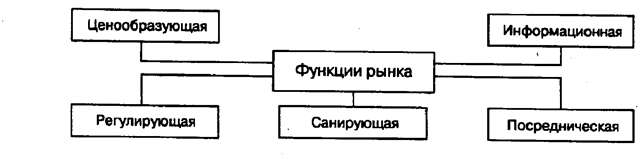 Ценообразующая
Информационная
Функции рынка
Регулирующая
Санирующая
Посредническая